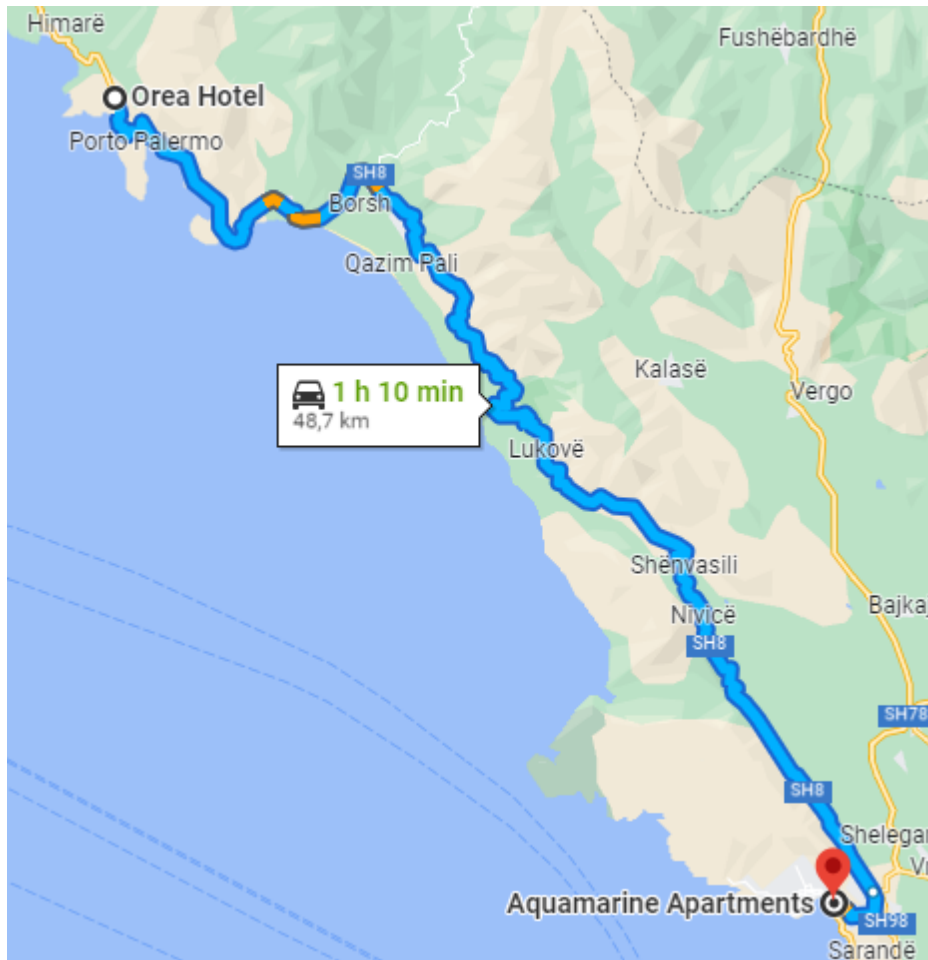 Himarë
Fushëbardhë
Orea Hotel
Porto Palermo
SH8
Borsh
Qazim Pali
Kalasë
1 h 10 min
48,7 km
Vergo
Lukovë
Shënvasili
Bajkaj
Nivicë
SH8
SH78
SH8
Shelegar
Vr
Aquamarine Apartments
SH98
Sarandë